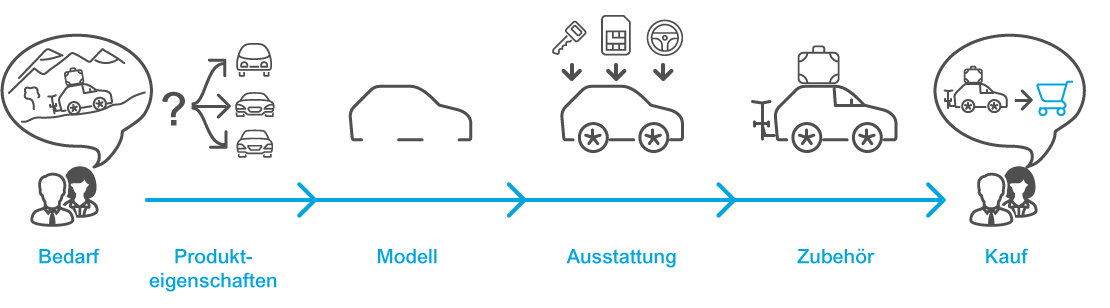 ?
Bedarf
Produkt-
eigenschaften
Modell
Ausstattung
Zubehör
Kauf